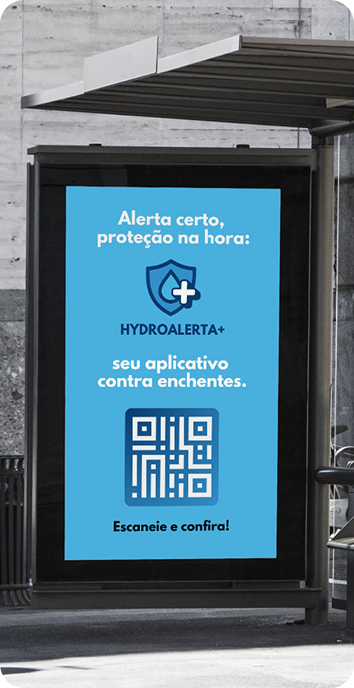 Alerta certo,
proteção na hora:
HYDROALERTA+
seu aplicativo
contra enchentes.
Escaneie e confira!